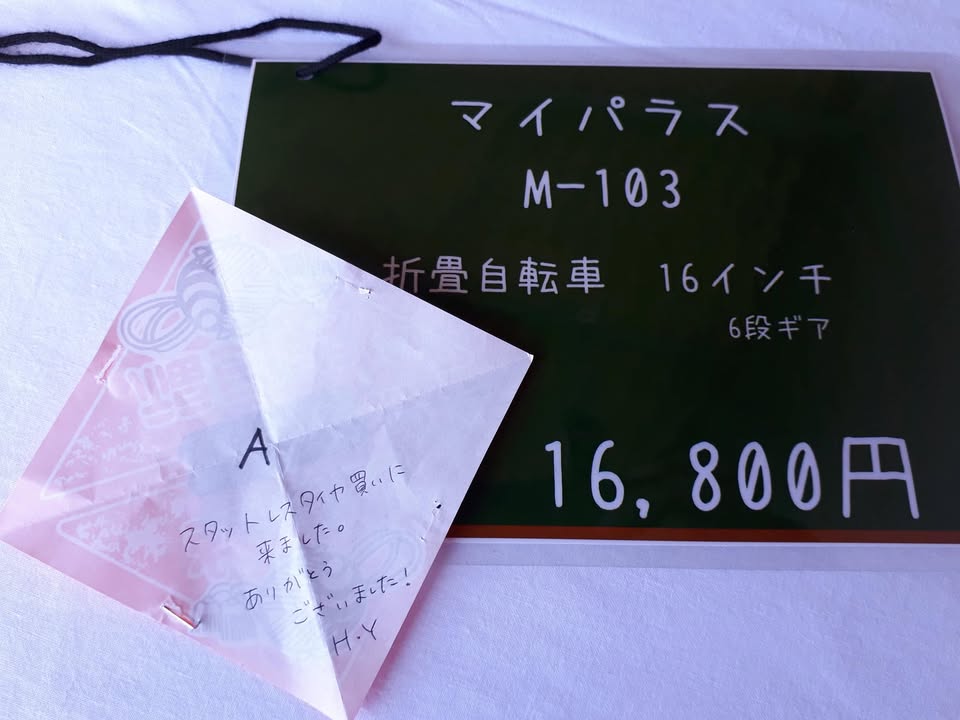 マイパラス
M-103
折畳自転車 16インチ
6段ギア
16,800円
A
スタットレスタイヤ買いに
来ました。
ありがとう
ございました!
H.Y